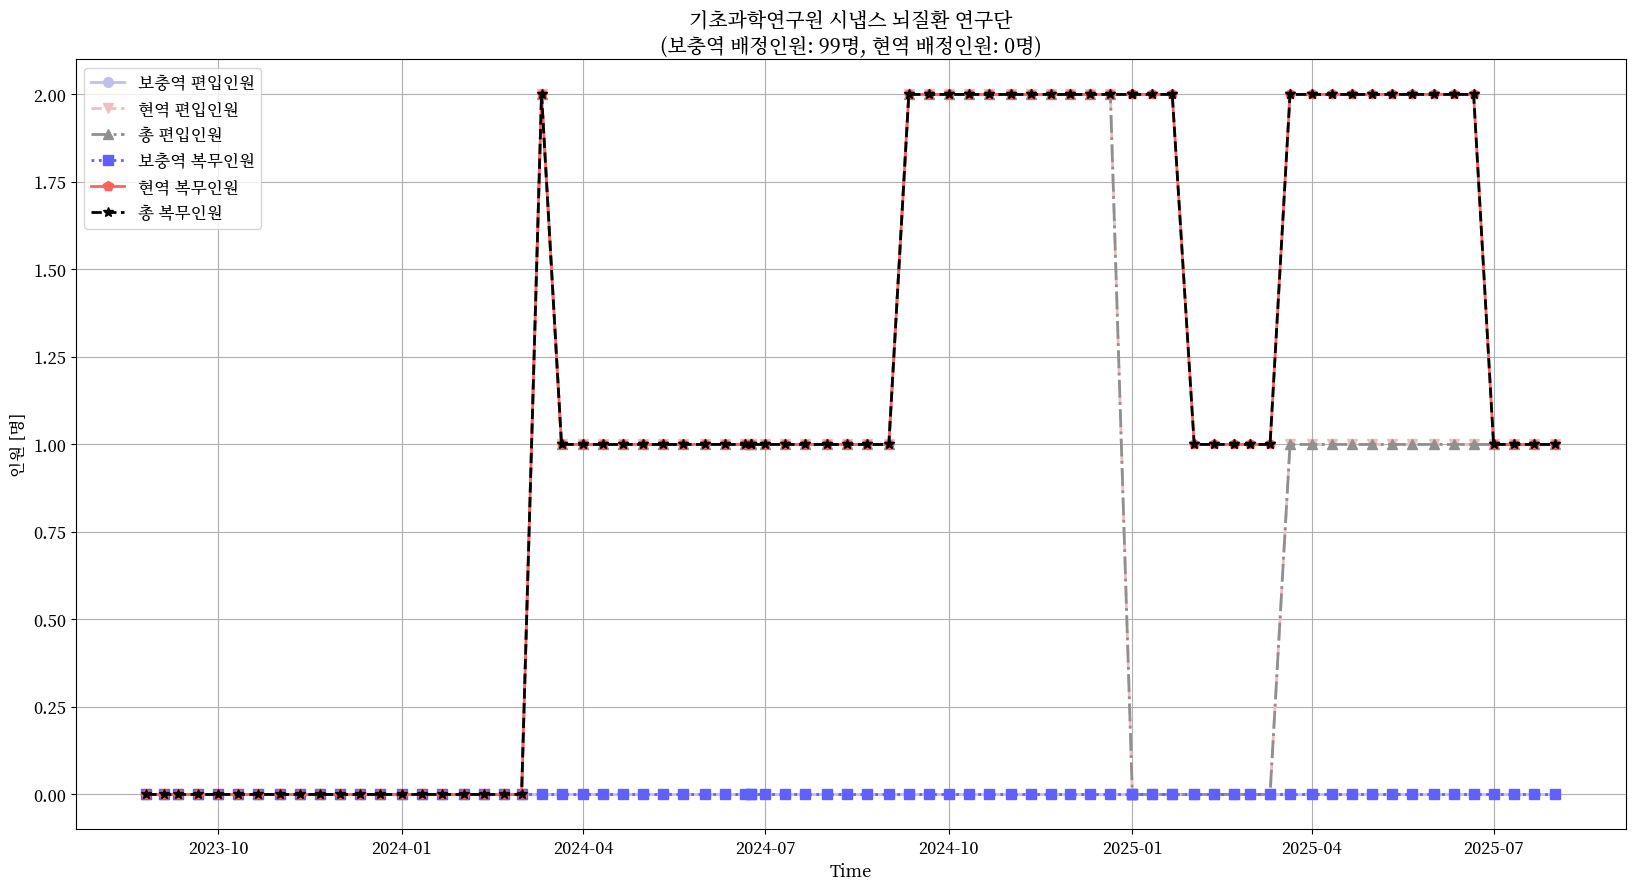 기초과학연구원 시냅스 뇌질환 연구단
(보충역 배정인원: 99명, 현역 배정인원: 0명)
보충역 편입인원
현역 편입인원
총 편입인원
보충역 복무인원
현역 복무인원
총 복무인원
2.00
1.75
1.50
1.25
1.00
0.75
0.50
0.25
0.00
인원 [명]
2023-10
2024-01
2024-04
2024-07
2024-10
2025-01
2025-04
2025-07
Time